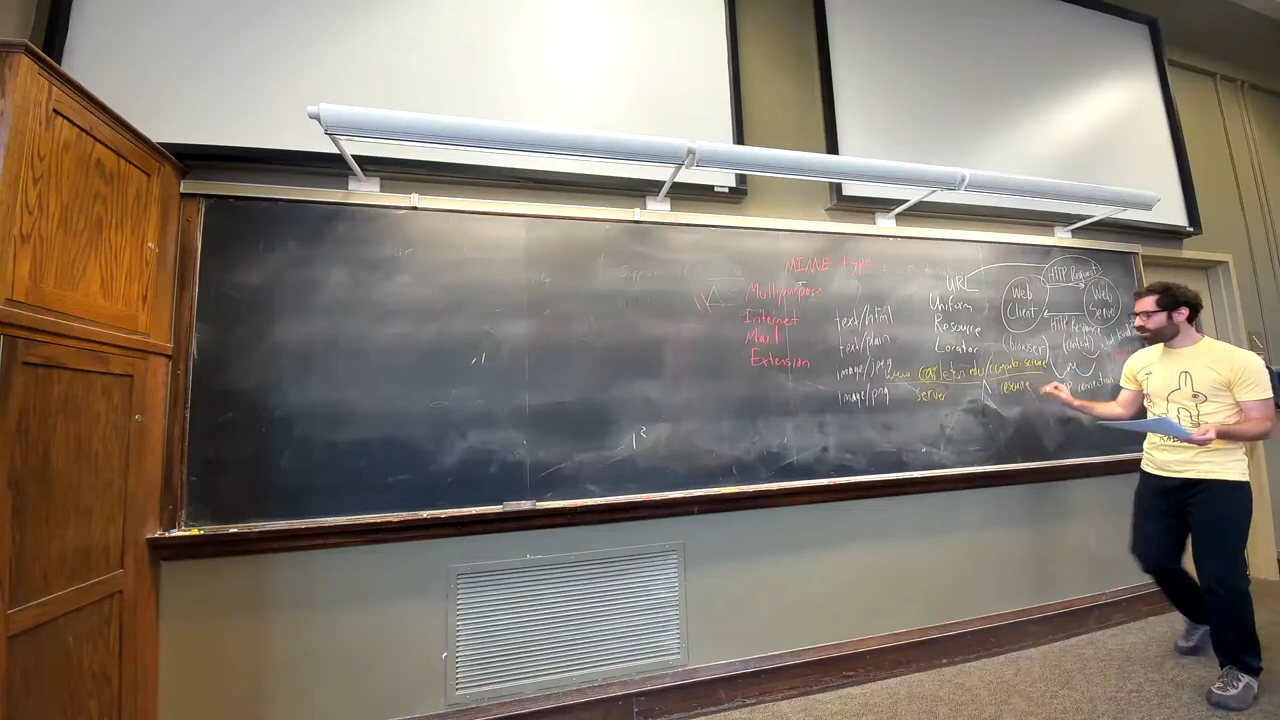 MIME type
Multipurpose
Internet
Mail
Extension
text/html
text/plain
image/jpeg
image/png
URL
Uniform
Resource
Locator
www.carleton.edu/computer-science
server
resource
HTTP Request
Web
Client
(browser)
Web
HTTP Response
(content)
connection